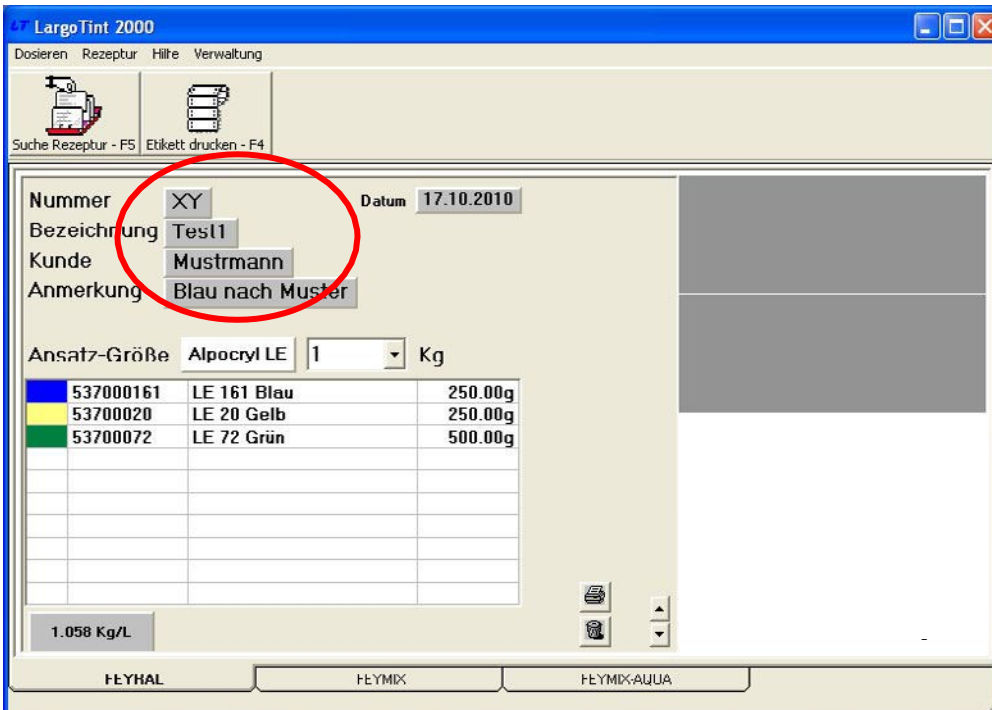 LT LargoTint 2000
Dosieren Rezeptur Hilfe Verwaltung
Suche Rezeptur - F5 Etikett drucken - F4
Nummer XY Datum 17.10.2010
Bezeichnung Test1
Kunde Mustrmann
Anmerkung Blau nach Muster
Ansatz-Größe Alpocryl LE 1 Kg
537000161 LE 161 Blau 250.00g
53700020 LE 20 Gelb 250.00g
53700072 LE 72 Grün 500.00g
1.058 Kg/L
FEYRAL FEYMIX FEYMIX-AQUA